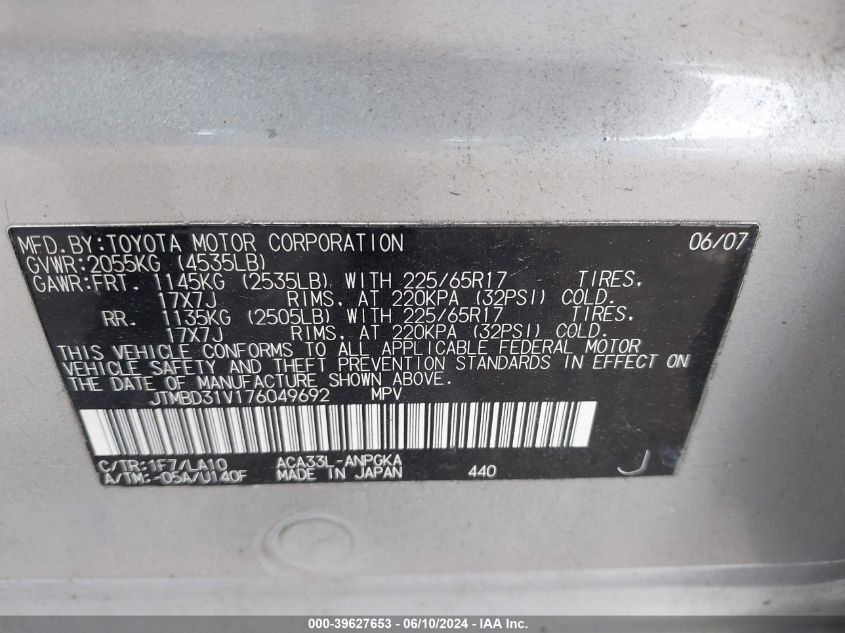 MFD. BY: TOYOTA MOTOR CORPORATION 06/07
GVWR: 2055KG (4535LB)
GAWR: FRT. 1145KG (2535LB) WITH 225/65R17 TIRES,
17X7J RIMS, AT 220KPA (32PSI) COLD.
RR. 1135KG (2505LB) WITH 225/65R17 TIRES,
17X7J RIMS, AT 220KPA (32PSI) COLD.
THIS VEHICLE CONFORMS TO ALL APPLICABLE FEDERAL MOTOR
VEHICLE SAFETY AND THEFT PREVENTION STANDARDS IN EFFECT ON
THE DATE OF MANUFACTURE SHOWN ABOVE.
JTMBD31V176049692 MPV
C/TR: 1F7/LA10 ACA33L-ANPGKA
A/TM: -05A/U140F MADE IN JAPAN 440 J
000-39627653 - 06/10/2024 - IAA Inc.